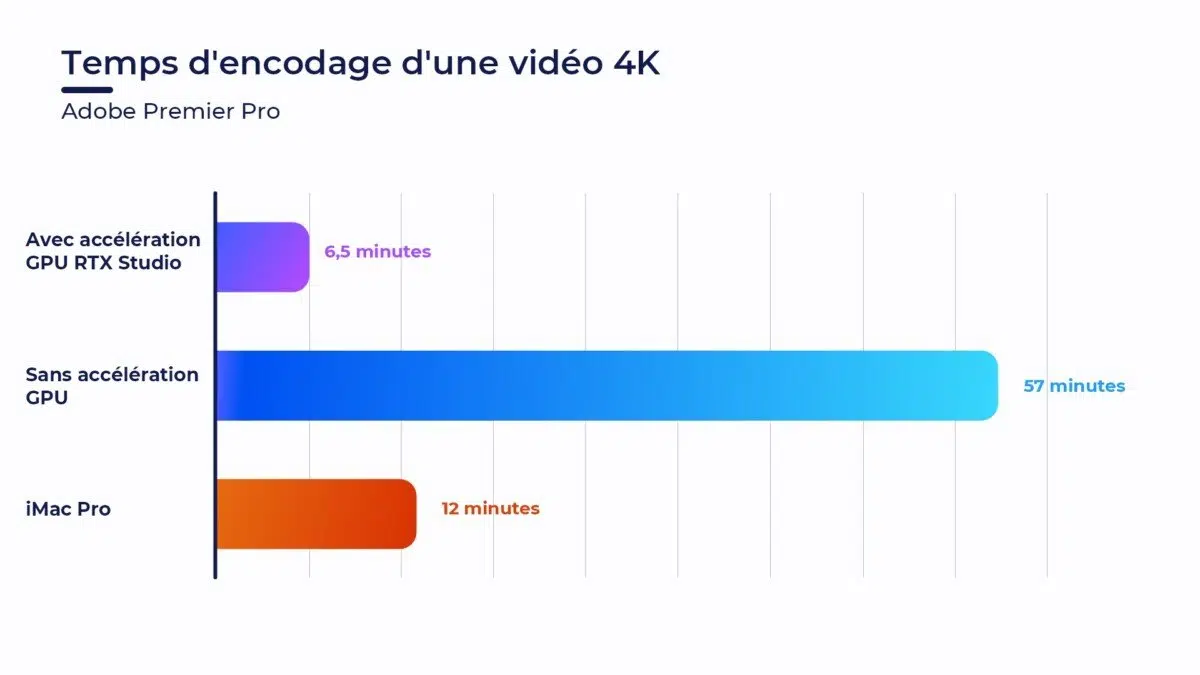 Temps d'encodage d'une vidéo 4K
Adobe Premier Pro
Avec accélération
GPU RTX Studio
6,5 minutes
Sans accélération
GPU
57 minutes
iMac Pro
12 minutes